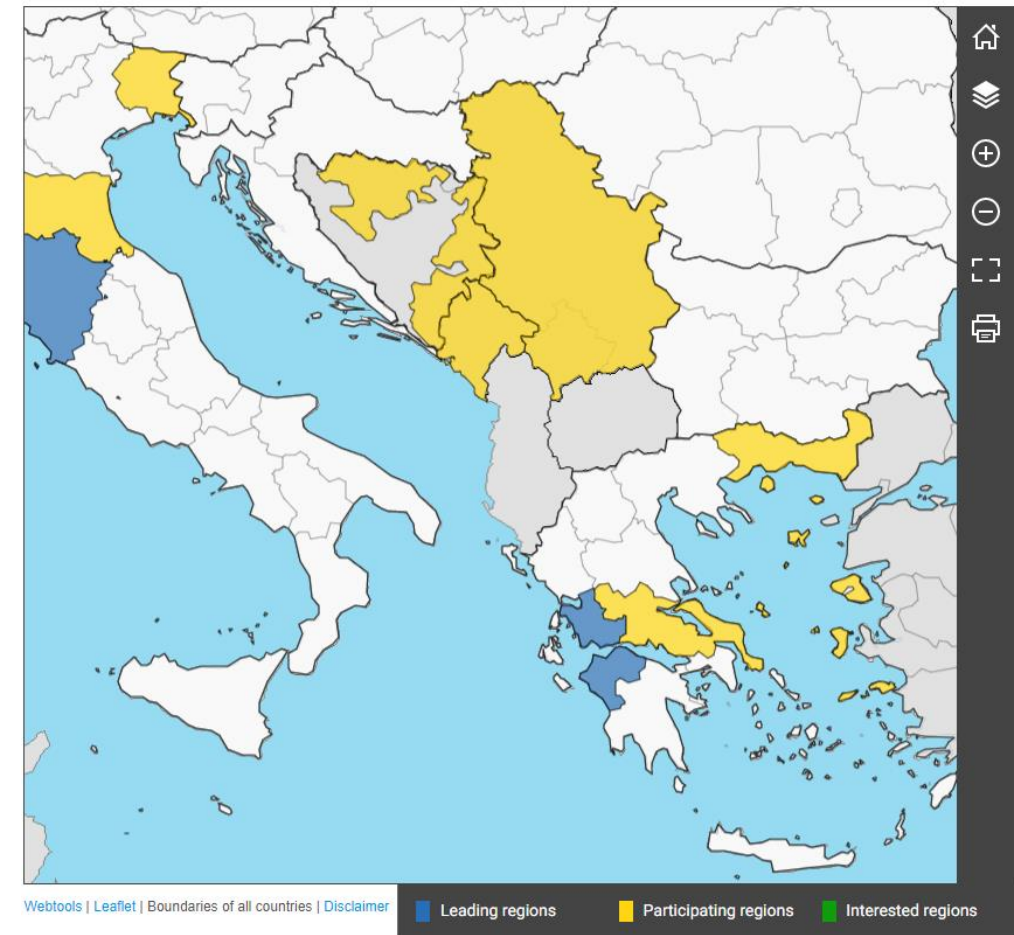 Webtools | Leaflet | Boundaries of all countries | Disclaimer
Leading regions
Participating regions
Interested regions